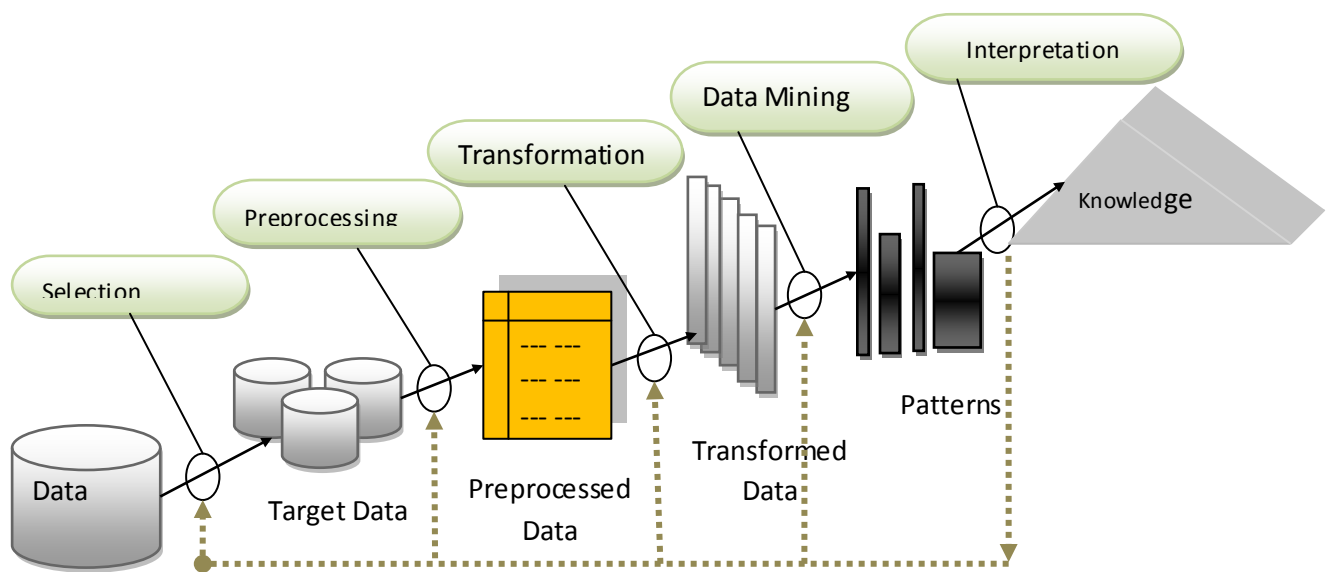 Interpretation
Data Mining
Transformation
Preprocessing
Selection
Knowledge
Data
Target Data
Preprocessed
Data
Transformed
Data
Patterns
--- ---
--- ---
--- ---